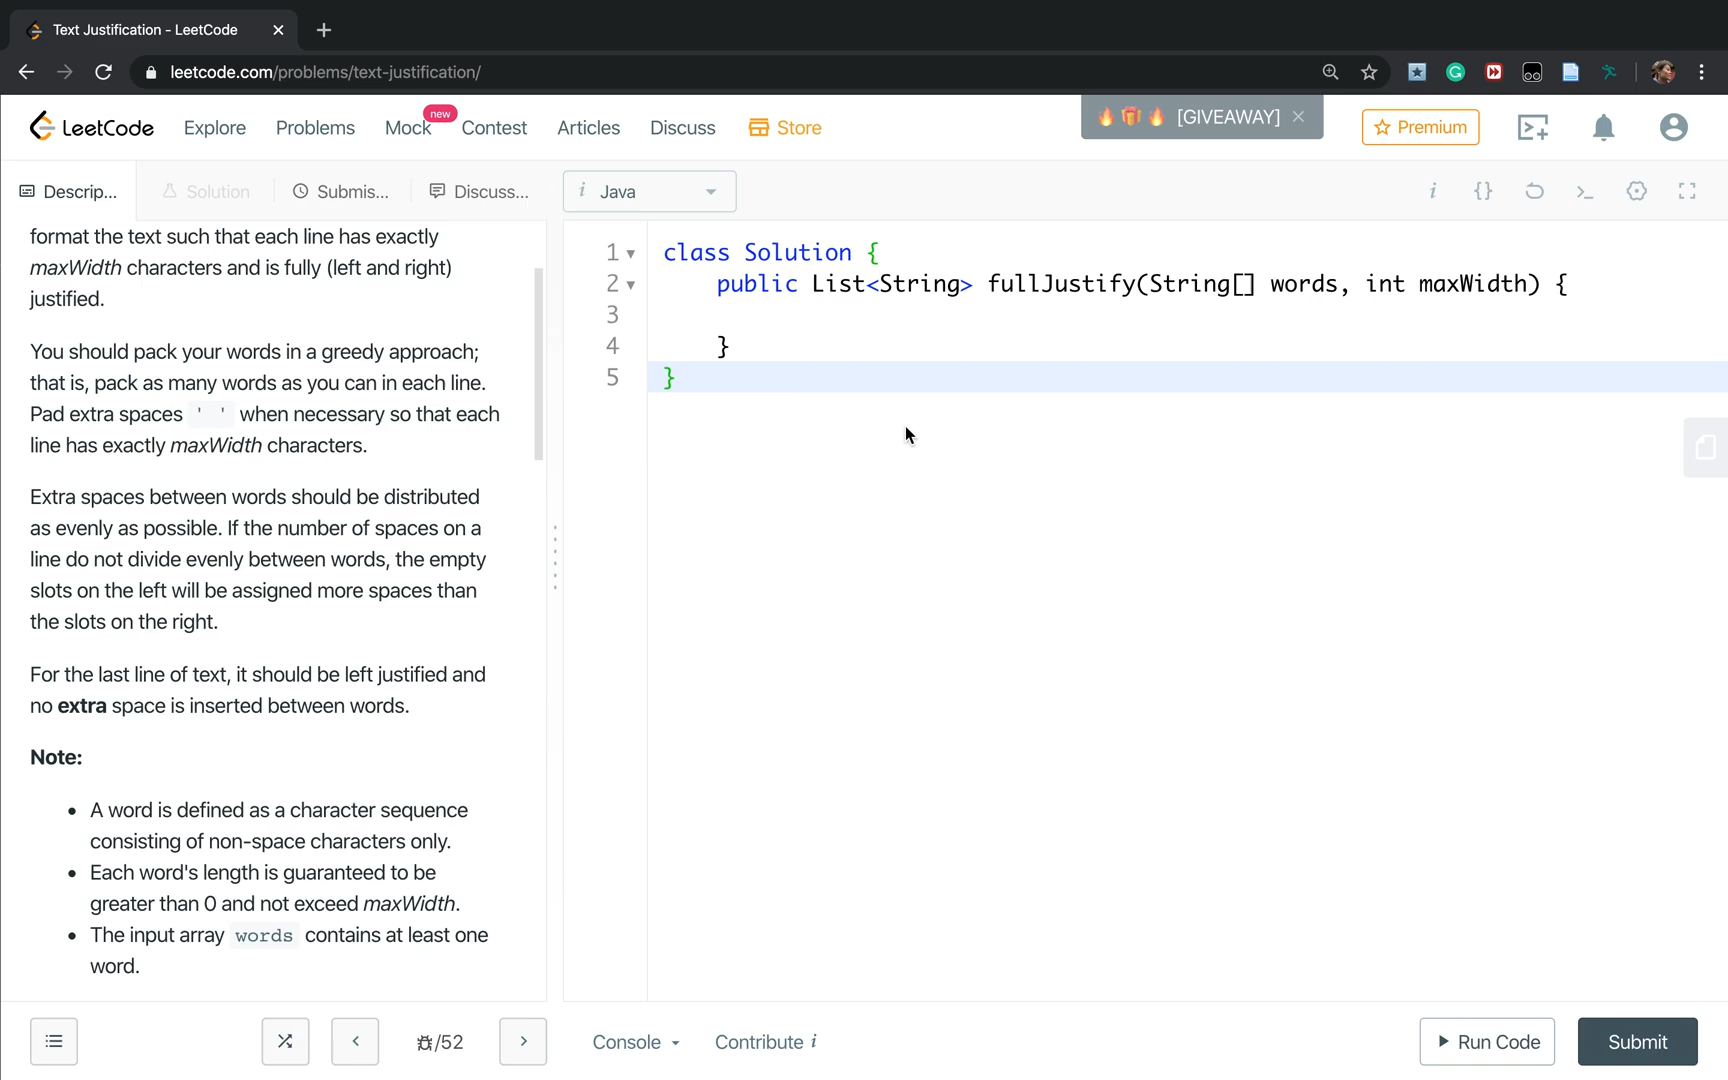 Text Justification - LeetCode
leetcode.com/problems/text-justification/
LeetCode
Explore
Problems
Mock
new
Contest
Articles
Discuss
Store
🔥 🎁 🔥 [GIVEAWAY]
Premium
Descrip...
Solution
Submis...
Discuss...
i Java
format the text such that each line has exactly
maxWidth characters and is fully (left and right)
justified.
You should pack your words in a greedy approach;
that is, pack as many words as you can in each line.
Pad extra spaces ' ' when necessary so that each
line has exactly maxWidth characters.
Extra spaces between words should be distributed
as evenly as possible. If the number of spaces on a
line do not divide evenly between words, the empty
slots on the left will be assigned more spaces than
the slots on the right.
For the last line of text, it should be left justified and
no extra space is inserted between words.
Note:
• A word is defined as a character sequence
consisting of non-space characters only.
• Each word's length is guaranteed to be
greater than 0 and not exceed maxWidth.
• The input array words contains at least one
word.
1 class Solution {
2 public List<String> fullJustify(String[] words, int maxWidth) {
3
4 }
5 }
/52
Console
Contribute i
Run Code
Submit